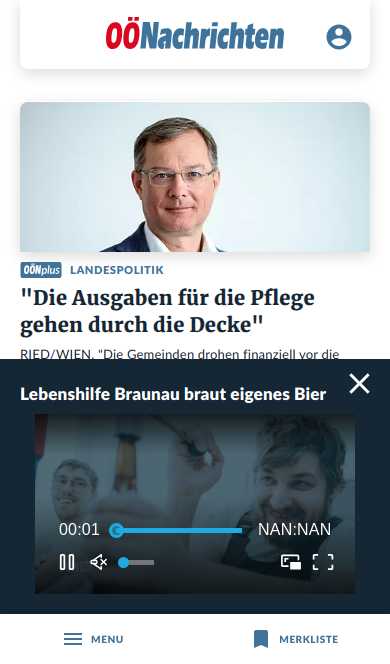 OÖNachrichten
OÖNplus LANDESPOLITIK
"Die Ausgaben für die Pflege
gehen durch die Decke"
RIED/WIEN. "Die Gemeinden drohen finanziell vor die
Lebenshilfe Braunau braut eigenes Bier
00:01 NAN:NAN
MENU MERKLISTE